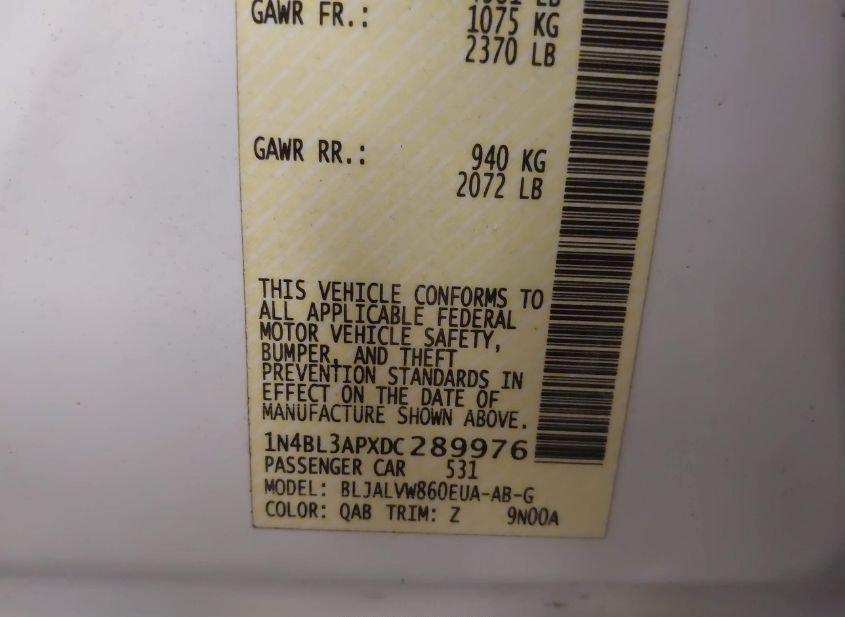 GAWR FR.: 1075 KG
2370 LB
GAWR RR.: 940 KG
2072 LB
THIS VEHICLE CONFORMS TO
ALL APPLICABLE FEDERAL
MOTOR VEHICLE SAFETY,
BUMPER, AND THEFT
PREVENTION STANDARDS IN
EFFECT ON THE DATE OF
MANUFACTURE SHOWN ABOVE.
1N4BL3APXDC289976
PASSENGER CAR 531
MODEL: BLJALVW860EUA-AB-G
COLOR: QAB TRIM: Z 9N00A